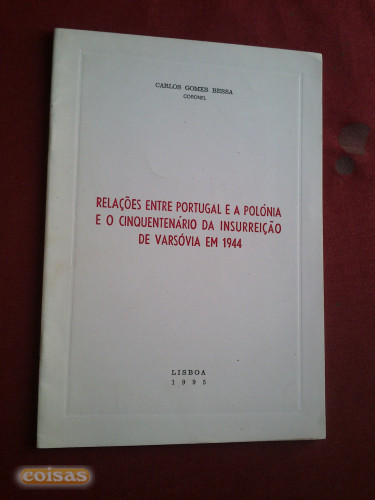 CARLOS GOMES BESSA
CORONEL
RELAÇÕES ENTRE PORTUGAL E A POLÓNIA
E O CINQUENTENÁRIO DA INSURREIÇÃO
DE VARSÓVIA EM 1944
LISBOA
1995
coisas